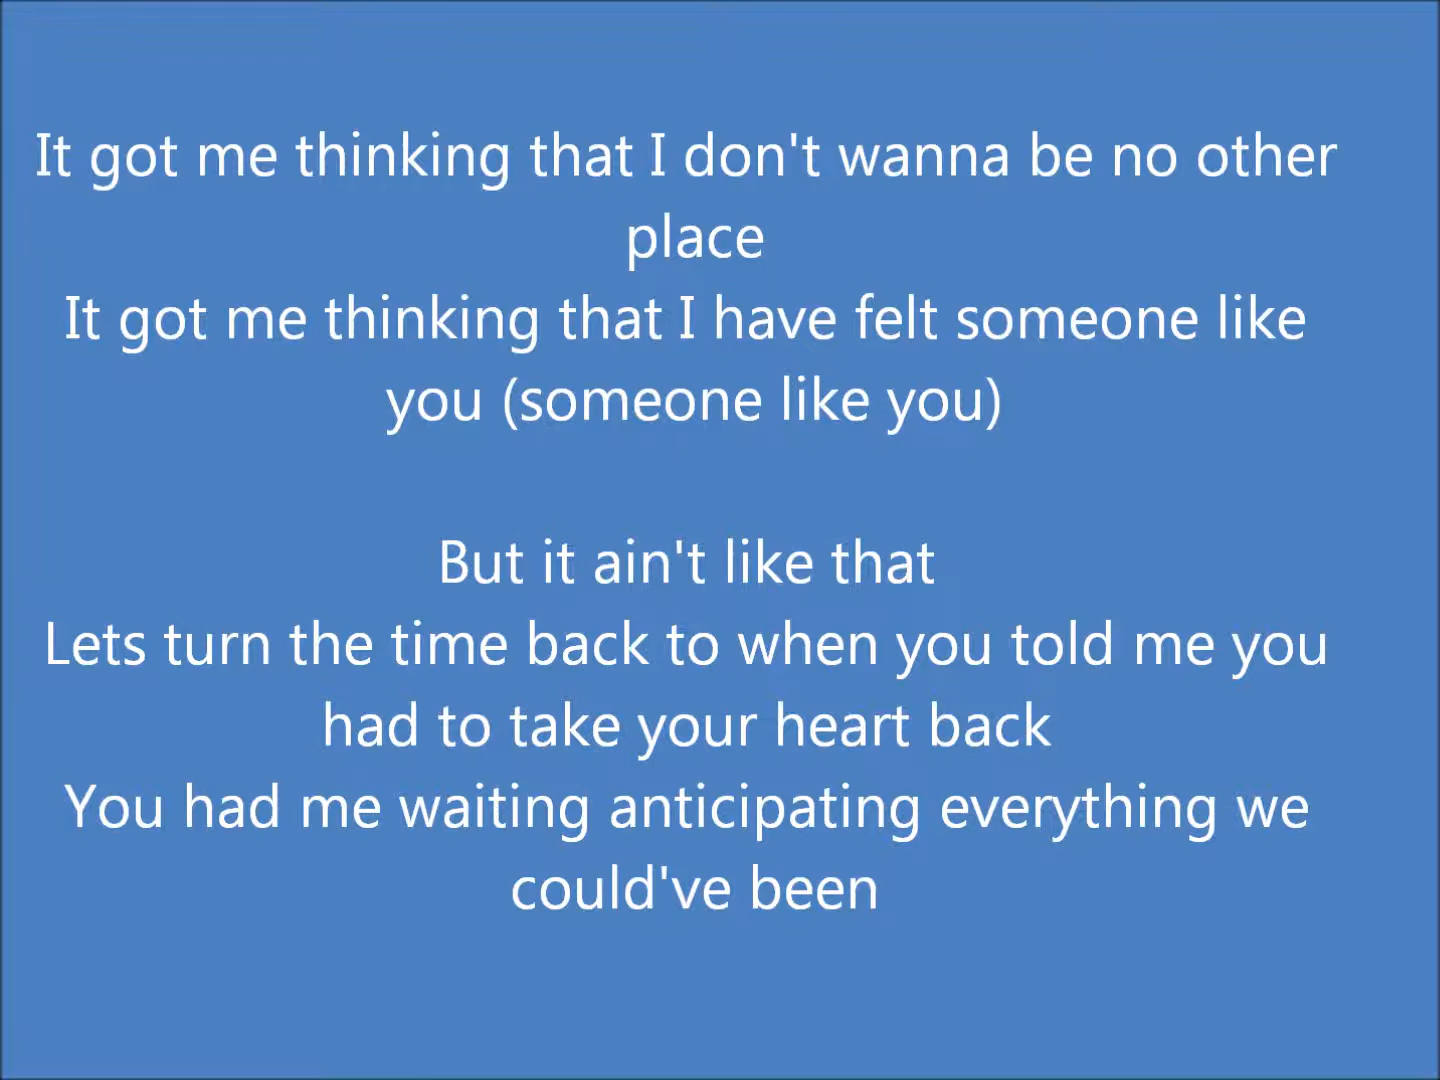 It got me thinking that I don't wanna be no other
place
It got me thinking that I have felt someone like
you (someone like you)
But it ain't like that
Lets turn the time back to when you told me you
had to take your heart back
You had me waiting anticipating everything we
could've been